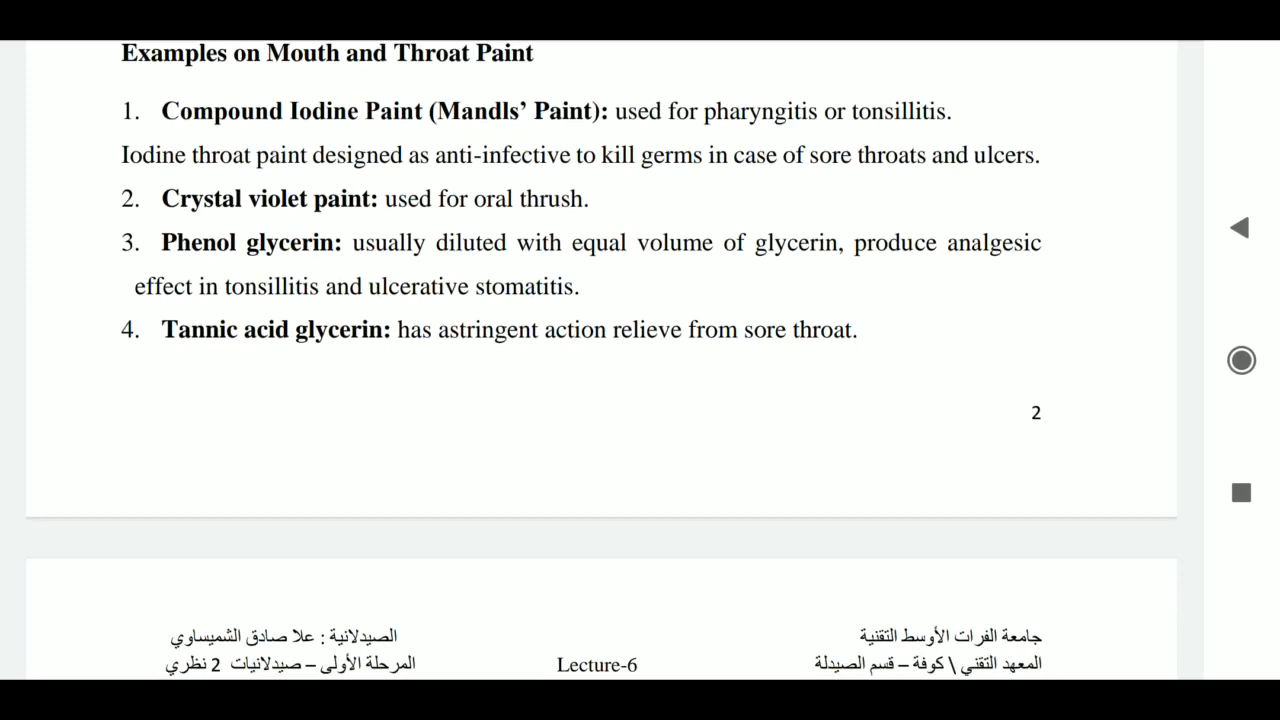 Examples on Mouth and Throat Paint
1. Compound Iodine Paint (Mandls’ Paint): used for pharyngitis or tonsillitis.
Iodine throat paint designed as anti-infective to kill germs in case of sore throats and ulcers.
2. Crystal violet paint: used for oral thrush.
3. Phenol glycerin: usually diluted with equal volume of glycerin, produce analgesic
effect in tonsillitis and ulcerative stomatitis.
4. Tannic acid glycerin: has astringent action relieve from sore throat.
2
جامعة الفرات الأوسط التقنية
الصيدلانية : علا صادق الشميساوي
المعهد التقني \ كوفة – قسم الصيدلة
Lecture-6
المرحلة الأولى – صيدلانيات 2 نظري